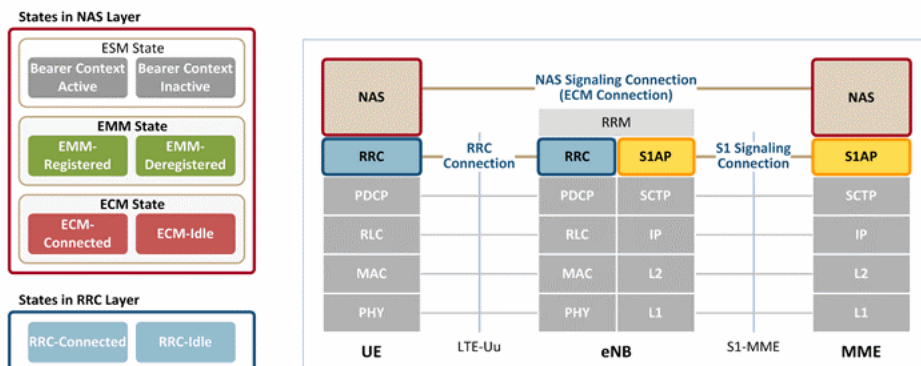 States in NAS Layer
ESM State
Bearer Context Active
Bearer Context Inactive
EMM State
EMM-Registered
EMM-Deregistered
ECM State
ECM-Connected
ECM-Idle
States in RRC Layer
RRC-Connected
RRC-Idle
NAS
NAS Signaling Connection
(ECM Connection)
NAS
RRM
RRC
RRC Connection
RRC
S1AP
S1 Signaling Connection
S1AP
PDCP
PDCP
SCTP
SCTP
RLC
RLC
IP
IP
MAC
MAC
L2
L2
PHY
PHY
L1
L1
UE
LTE-Uu
eNB
S1-MME
MME